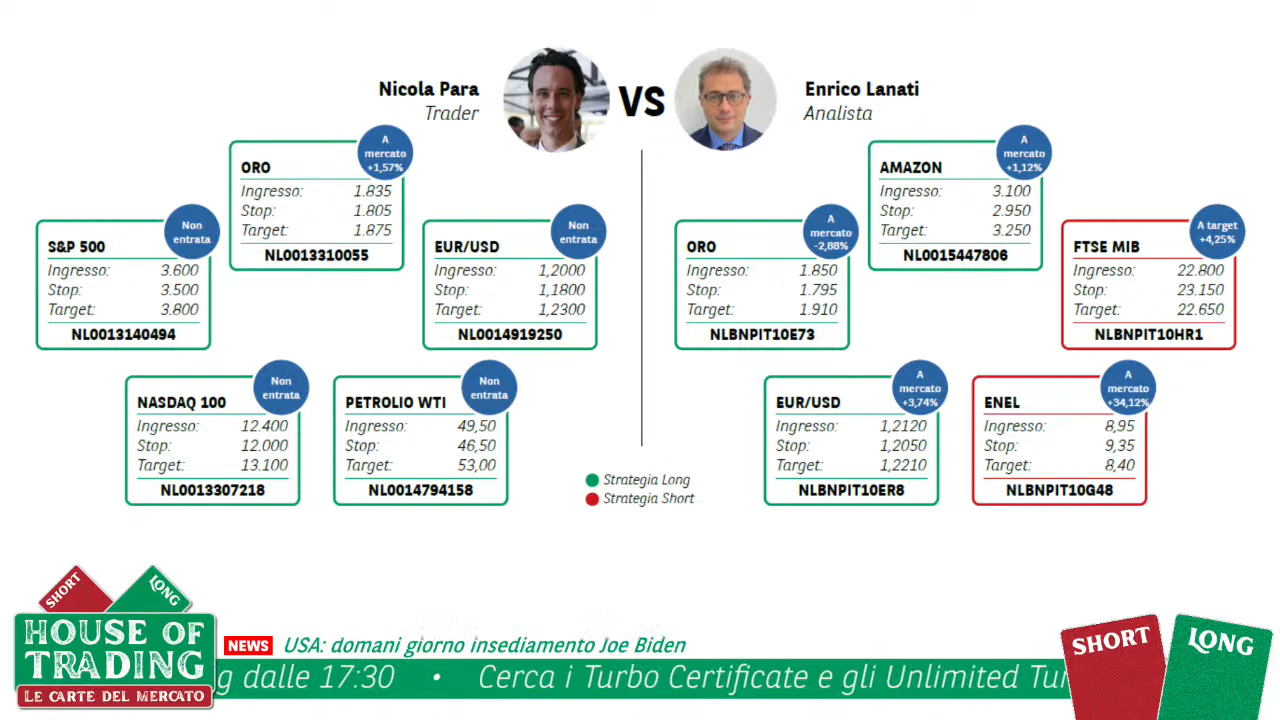 Nicola Para
Trader
VS
Enrico Lanati
Analista
ORO
A mercato +1,57%
Ingresso: 1.835
Stop: 1.805
Target: 1.875
NL0013310055
S&P 500
Non entrata
Ingresso: 3.600
Stop: 3.500
Target: 3.800
NL0013140494
EUR/USD
Non entrata
Ingresso: 1,2000
Stop: 1,1800
Target: 1,2300
NL0014919250
NASDAQ 100
Non entrata
Ingresso: 12.400
Stop: 12.000
Target: 13.100
NL0013307218
PETROLIO WTI
Non entrata
Ingresso: 49,50
Stop: 46,50
Target: 53,00
NL0014794158
AMAZON
A mercato +1,12%
Ingresso: 3.100
Stop: 2.950
Target: 3.250
NL0015447806
ORO
A mercato -2,88%
Ingresso: 1.850
Stop: 1.795
Target: 1.910
NLBNPIT10E73
FTSE MIB
A target +4,25%
Ingresso: 22.800
Stop: 23.150
Target: 22.650
NLBNPIT10HR1
EUR/USD
A mercato +3,74%
Ingresso: 1,2120
Stop: 1,2050
Target: 1,2210
NLBNPIT10ER8
ENEL
A mercato +34,12%
Ingresso: 8,95
Stop: 9,35
Target: 8,40
NLBNPIT10G48
Strategia Long
Strategia Short
SHORT LONG
HOUSE OF
TRADING
LE CARTE DEL MERCATO
NEWS USA: domani giorno insediamento Joe Biden
g dalle 17:30 • Cerca i Turbo Certificate e gli Unlimited Tu
SHORT LONG